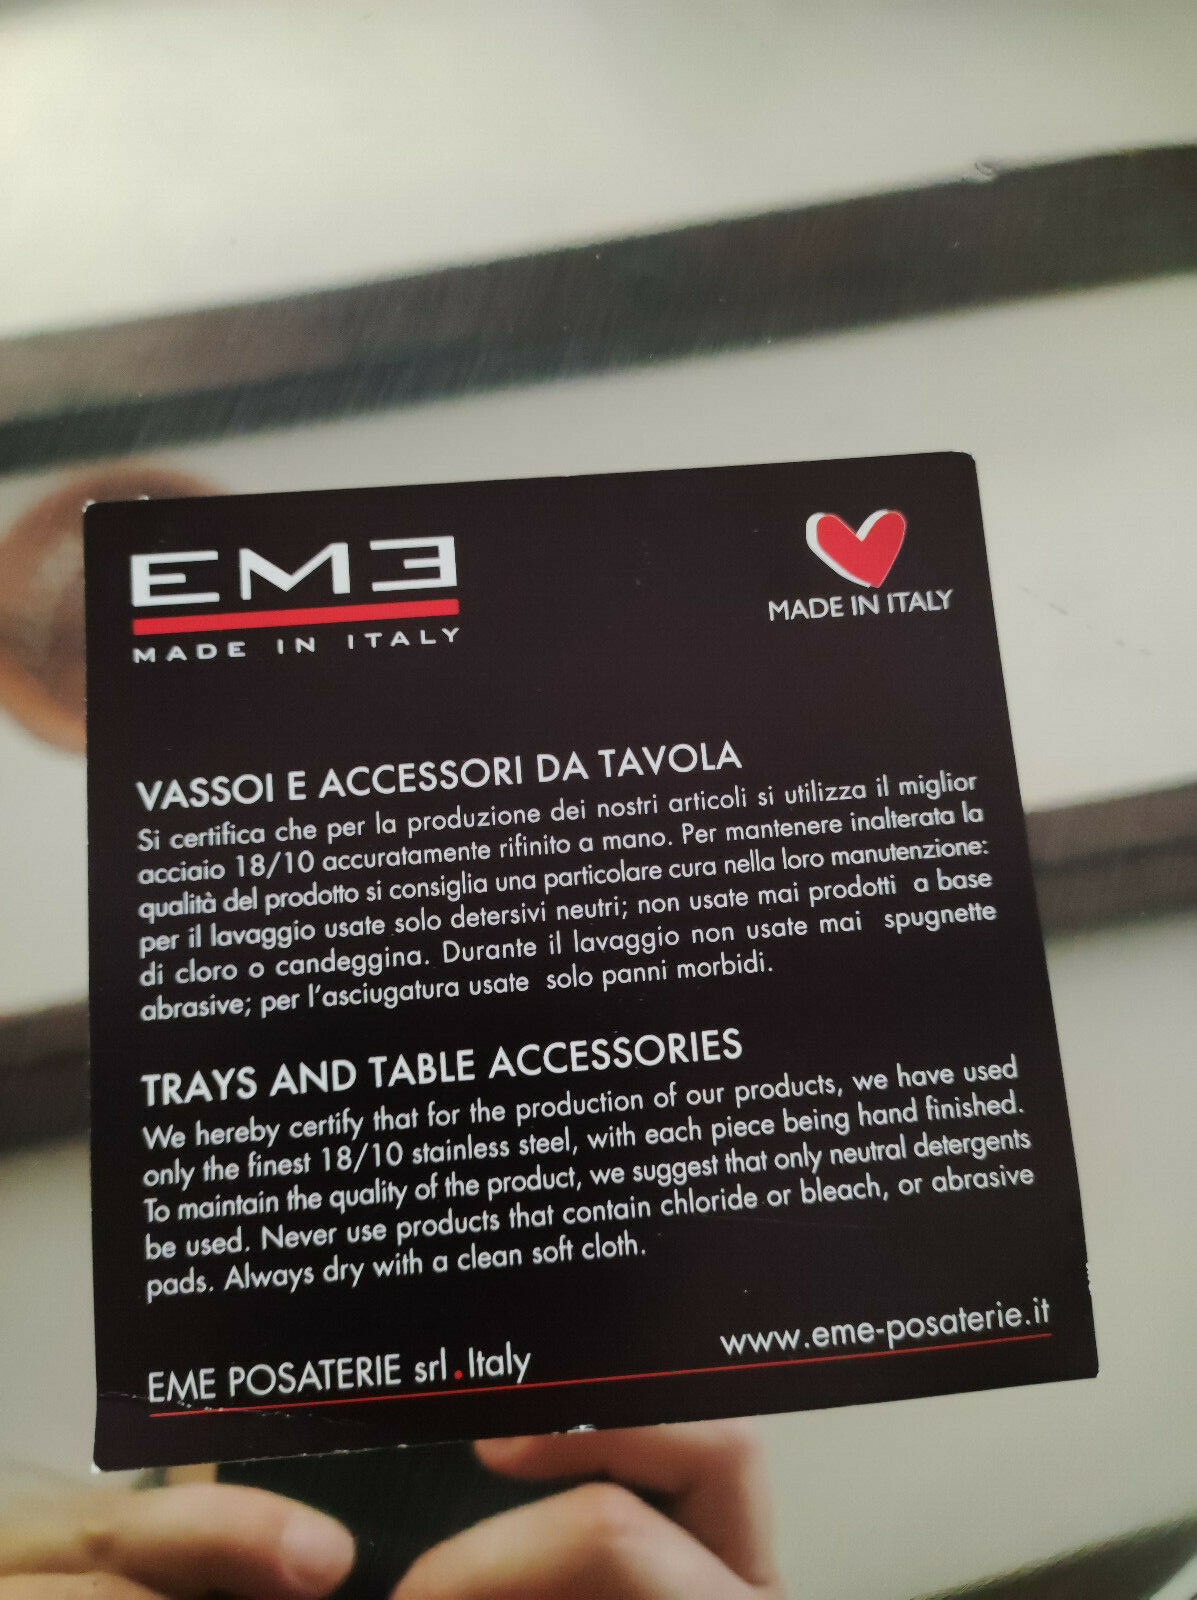 EME
MADE IN ITALY
MADE IN ITALY
VASSOI E ACCESSORI DA TAVOLA
Si certifica che per la produzione dei nostri articoli si utilizza il miglior
acciaio 18/10 accuratamente rifinito a mano. Per mantenere inalterata la
qualità del prodotto si consiglia una particolare cura nella loro manutenzione:
per il lavaggio usate solo detersivi neutri; non usate mai prodotti a base
di cloro o candeggina. Durante il lavaggio non usate mai spugnette
abrasive; per l'asciugatura usate solo panni morbidi.
TRAYS AND TABLE ACCESSORIES
We hereby certify that for the production of our products, we have used
only the finest 18/10 stainless steel, with each piece being hand finished.
To maintain the quality of the product, we suggest that only neutral detergents
be used. Never use products that contain chloride or bleach, or abrasive
pads. Always dry with a clean soft cloth.
EME POSATERIE srl.Italy
www.eme-posaterie.it